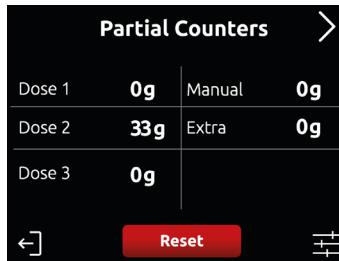 Partial Counters
Dose 1 0g Manual 0g
Dose 2 33g Extra 0g
Dose 3 0g
Reset